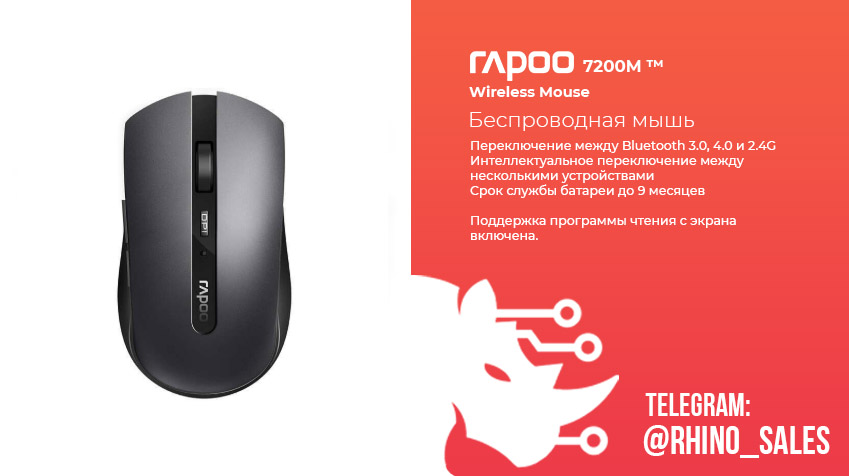 DPI
rapoo
rapoo 7200M ™
Wireless Mouse
Беспроводная мышь
Переключение между Bluetooth 3.0, 4.0 и 2.4G
Интеллектуальное переключение между
несколькими устройствами
Срок службы батареи до 9 месяцев
Поддержка программы чтения с экрана
включена.
TELEGRAM:
@RHINO_SALES